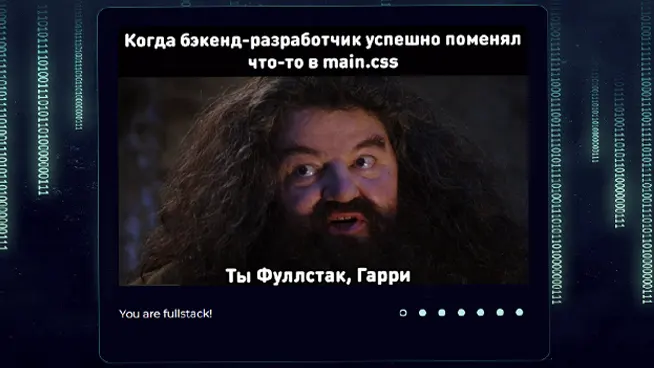 Когда бэкенд-разработчик успешно поменял
что-то в main.css
Ты Фуллстак, Гарри
You are fullstack!